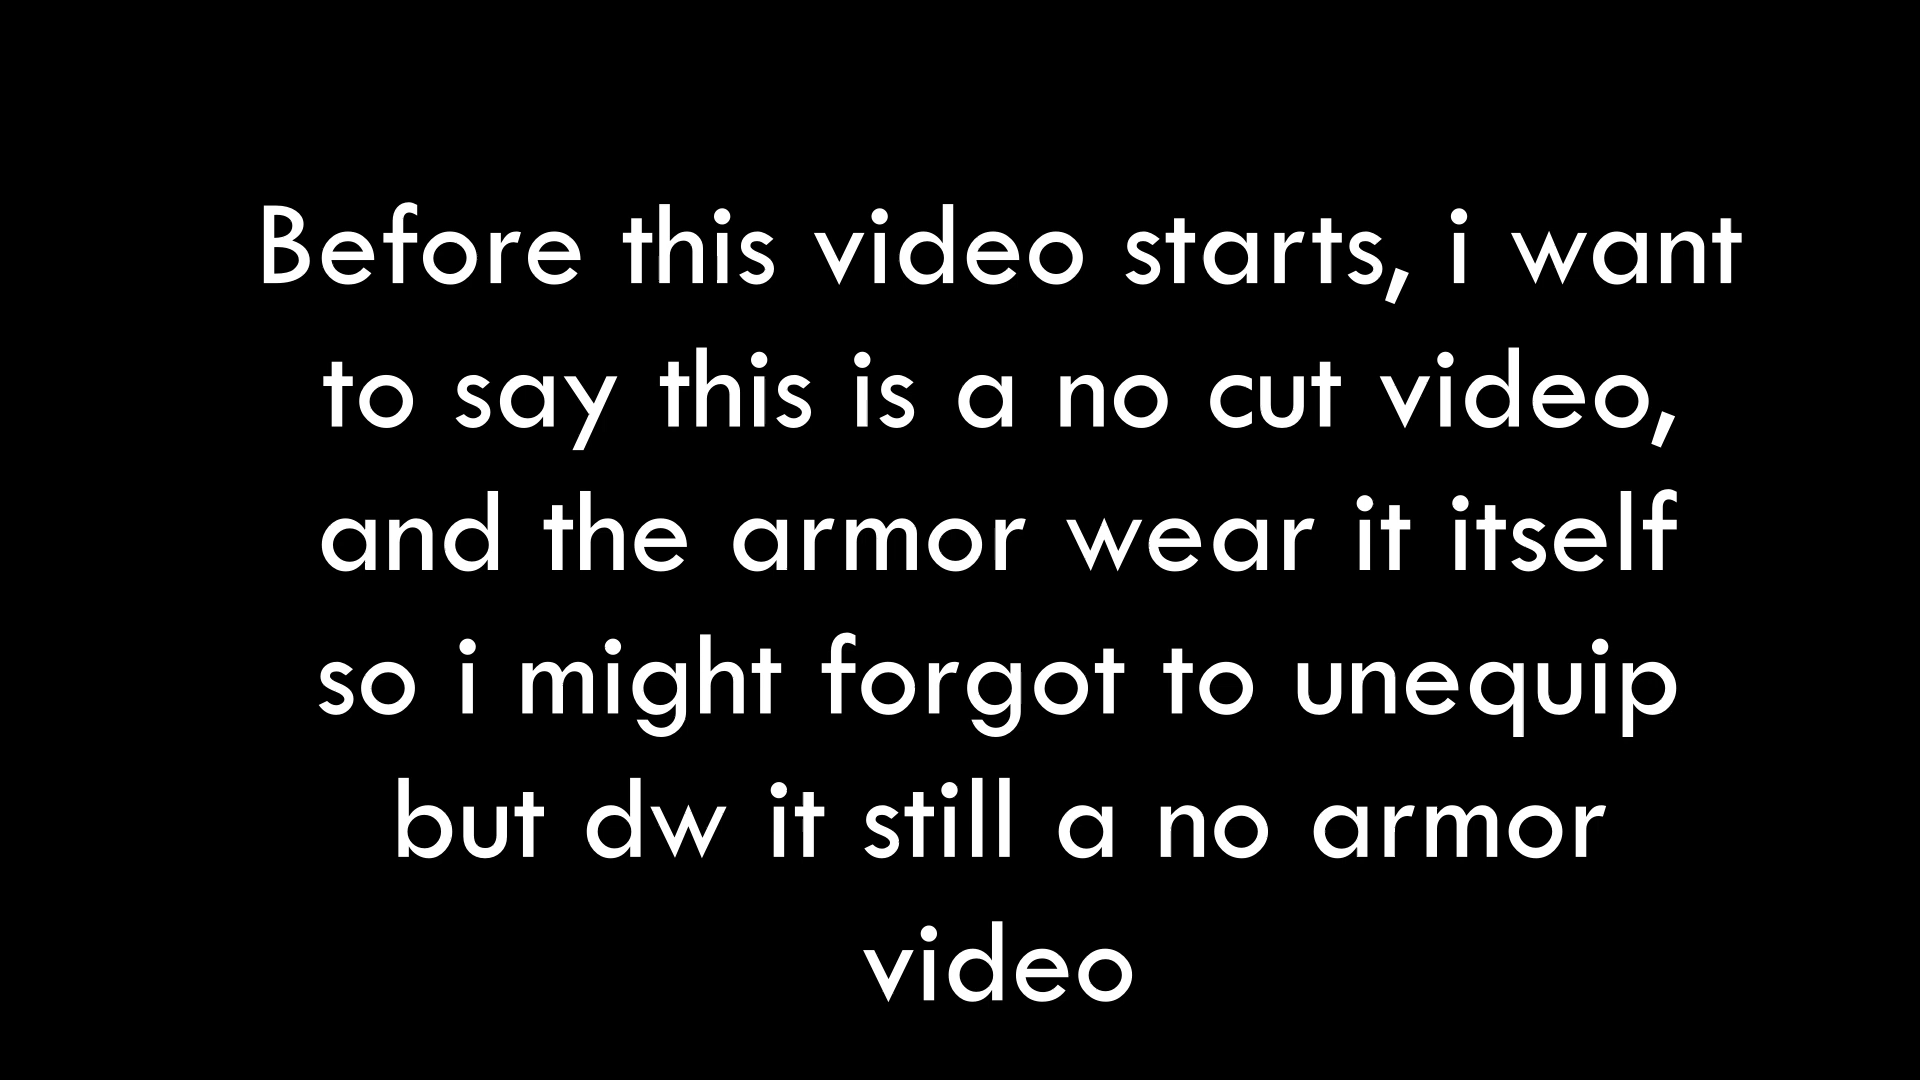 Before this video starts, i want
to say this is a no cut video,
and the armor wear it itself
so i might forgot to unequip
but dw it still a no armor
video